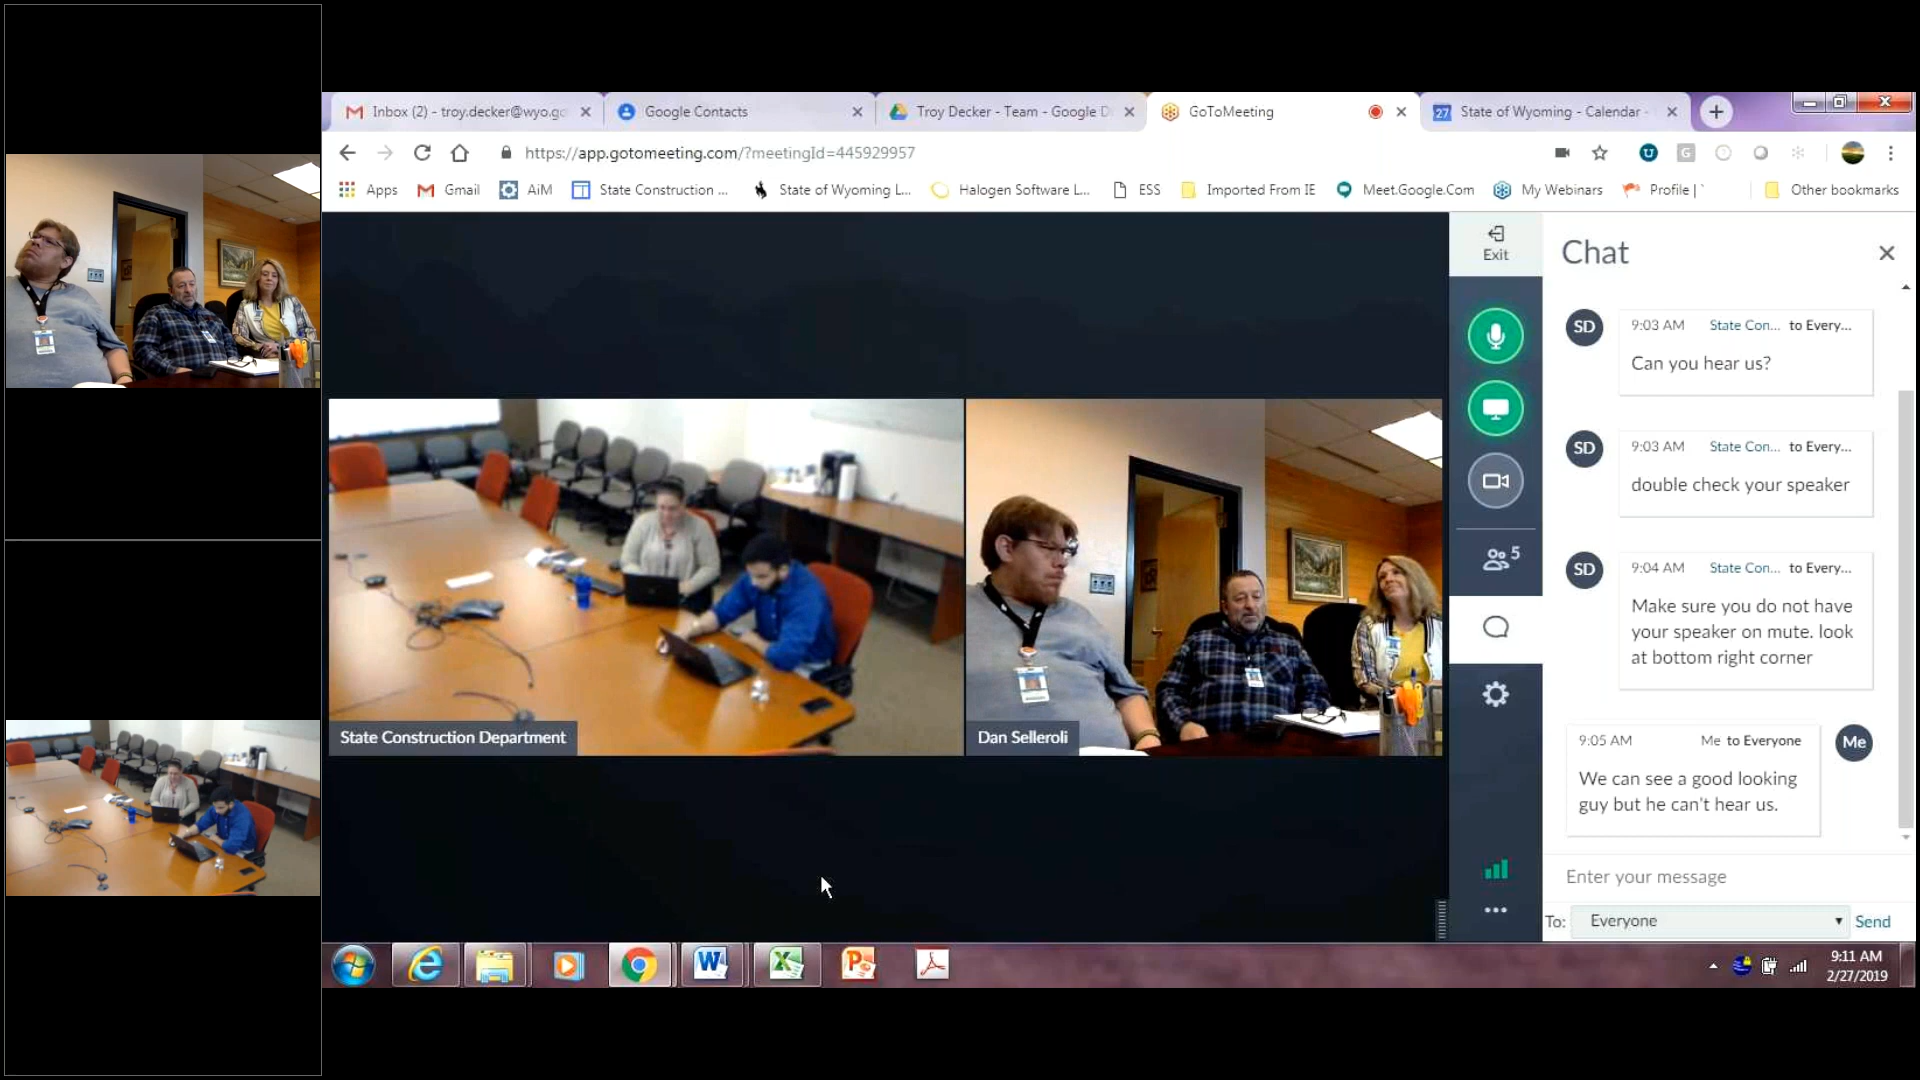 Inbox (2) - troy.decker@wyo.go
Google Contacts
Troy Decker - Team - Google D
GoToMeeting
27
State of Wyoming - Calendar -
https://app.gotomeeting.com/?meetingId=445929957
Apps
Gmail
AiM
State Construction ...
State of Wyoming L...
Halogen Software L...
ESS
Imported From IE
Meet.Google.Com
My Webinars
Profile | `
Other bookmarks
Exit
Chat
SD
9:03 AM State Con... to Every...
Can you hear us?
SD
9:03 AM State Con... to Every...
double check your speaker
5
SD
9:04 AM State Con... to Every...
Make sure you do not have
your speaker on mute. look
at bottom right corner
State Construction Department
Dan Selleroli
9:05 AM Me to Everyone
Me
We can see a good looking
guy but he can't hear us.
Enter your message
To: Everyone
Send
9:11 AM
2/27/2019